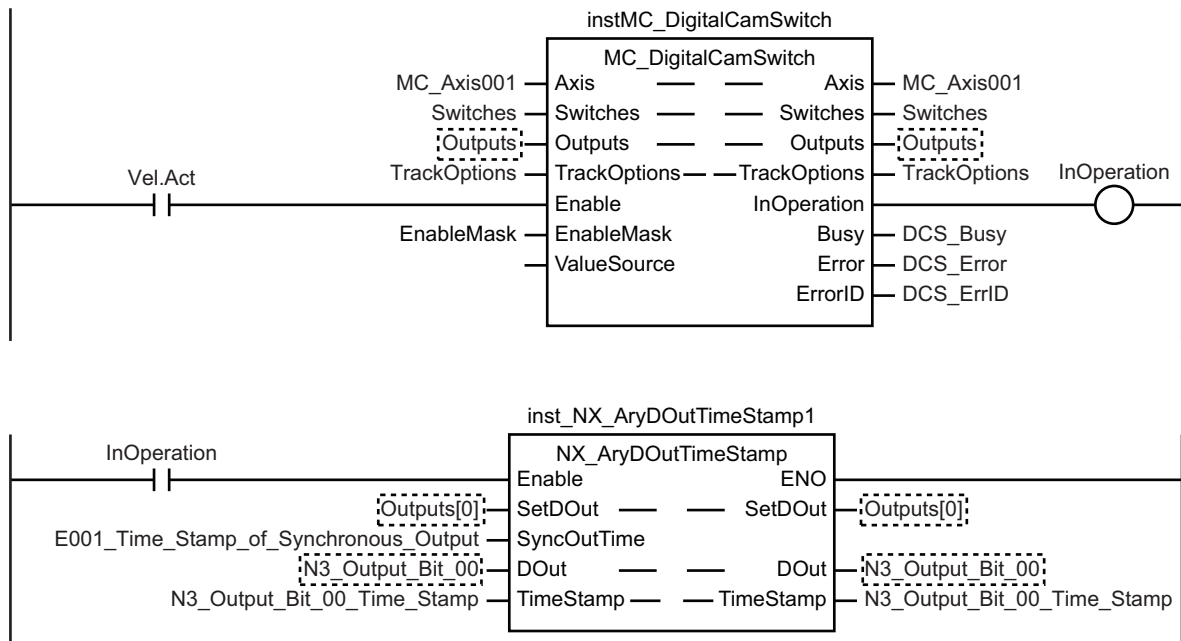 instMC_DigitalCamSwitch
MC_DigitalCamSwitch
MC_Axis001 Axis Axis MC_Axis001
Switches Switches Switches Switches
Outputs Outputs Outputs Outputs
TrackOptions TrackOptions TrackOptions TrackOptions
Vel.Act Enable InOperation InOperation
EnableMask EnableMask Busy DCS_Busy
ValueSource Error DCS_Error
ErrorID DCS_ErrID
inst_NX_AryDOutTimeStamp1
NX_AryDOutTimeStamp
InOperation Enable ENO
Outputs[0] SetDOut SetDOut Outputs[0]
E001_Time_Stamp_of_Synchronous_Output SyncOutTime
N3_Output_Bit_00 DOut DOut N3_Output_Bit_00
N3_Output_Bit_00_Time_Stamp TimeStamp TimeStamp N3_Output_Bit_00_Time_Stamp